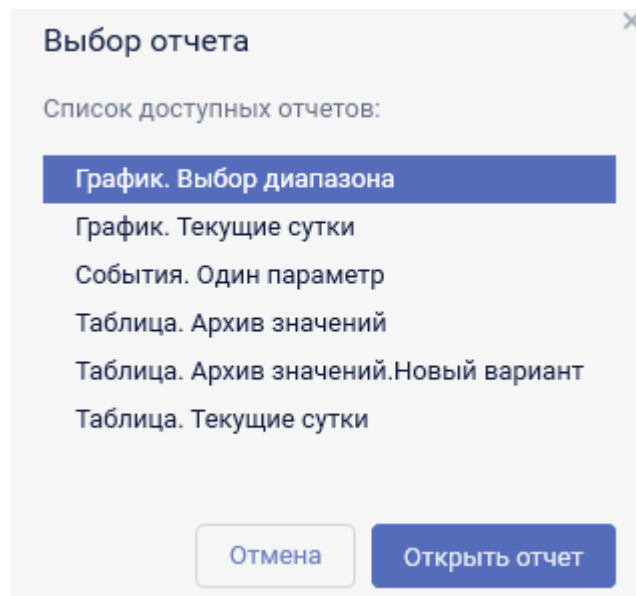 Выбор отчета
Список доступных отчетов:
График. Выбор диапазона
График. Текущие сутки
События. Один параметр
Таблица. Архив значений
Таблица. Архив значений.Новый вариант
Таблица. Текущие сутки
Отмена
Открыть отчет